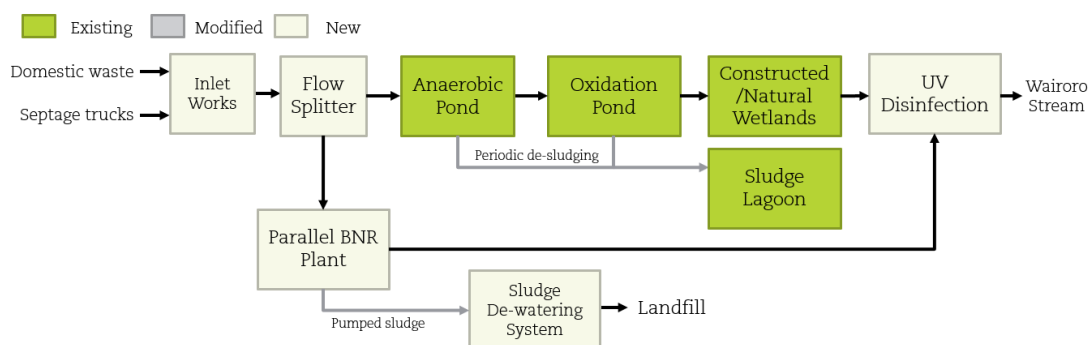 Existing
Modified
New
Domestic waste
Septage trucks
Inlet
Works
Flow
Splitter
Anaerobic
Pond
Oxidation
Pond
Constructed
/Natural
Wetlands
UV
Disinfection
Wairoro
Stream
Periodic de-sludging
Sludge
Lagoon
Parallel BNR
Plant
Pumped sludge
Sludge
De-watering
System
Landfill